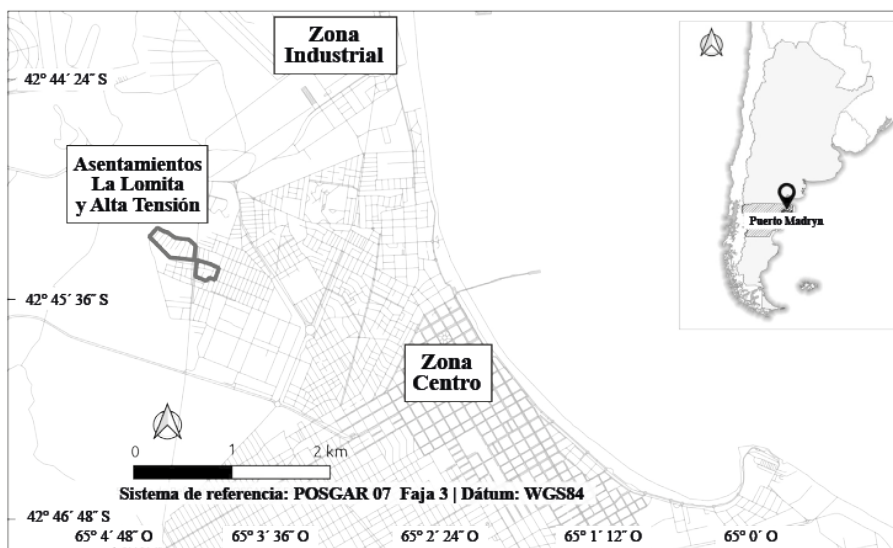 Zona
Industrial
42° 44´ 24˝ S
Asentamientos
La Lomita
y Alta Tensión
Puerto Madryn
42° 45´ 36˝ S
Zona
Centro
0 1 2 km
Sistema de referencia: POSGAR 07 Faja 3 | Dátum: WGS84
42° 46´ 48˝ S
65° 4´ 48˝ O 65° 3´ 36˝ O 65° 2´ 24˝ O 65° 1´ 12˝ O 65° 0´ O